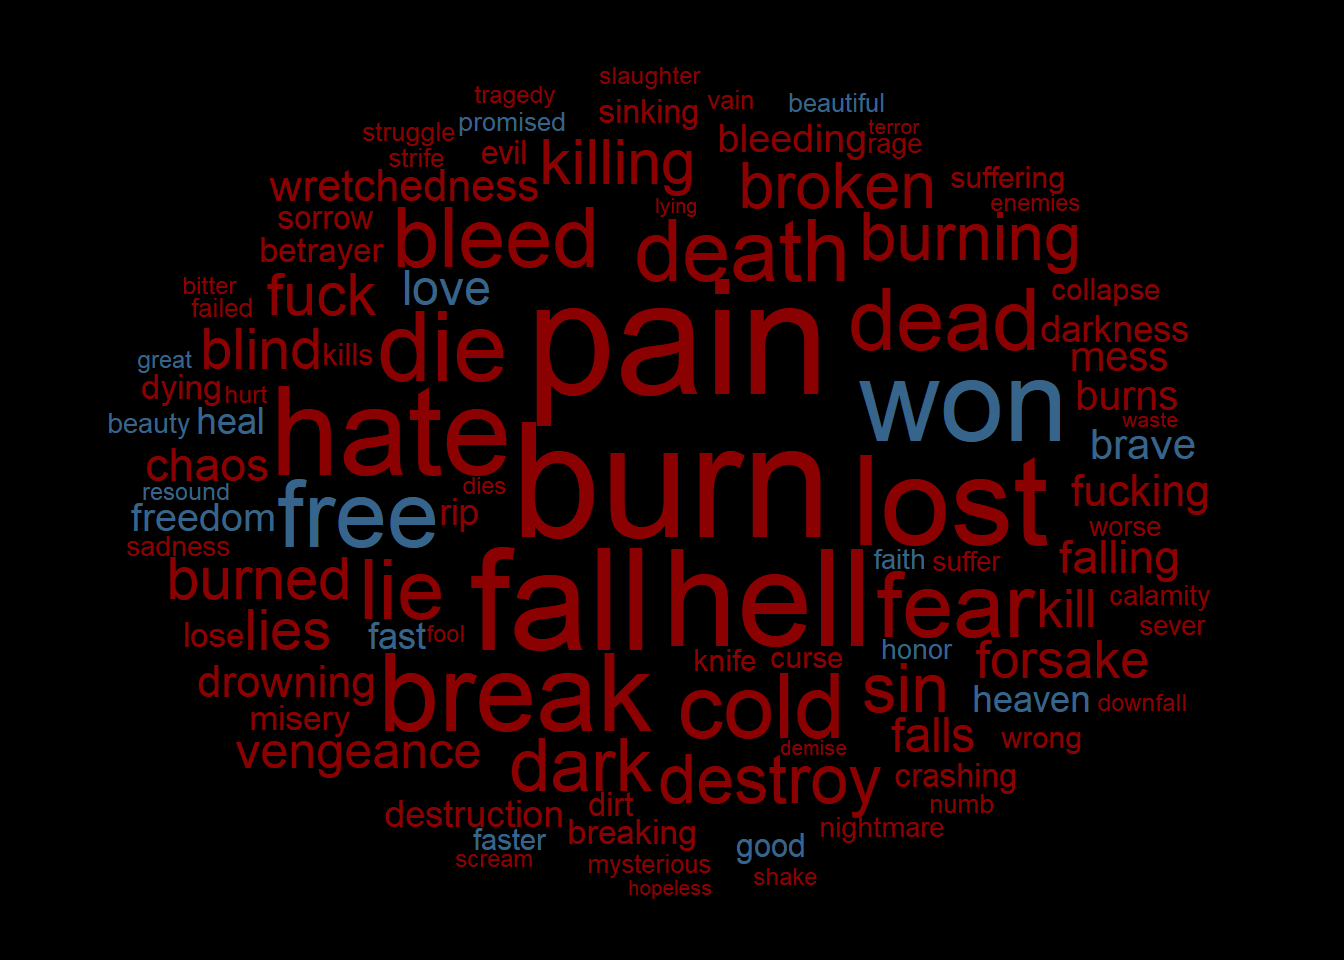 slaughter
tragedy
vain
beautiful
promised
sinking
struggle
terror
bleeding
rage
strife
evil
killing
wretchedness
broken
suffering
lying
enemies
sorrow
bleed
death
burning
betrayer
bitter
failed
fuck
love
pain
dead
collapse
darkness
blind
kills
die
great
mess
dying
hurt
hate
won
burns
waste
beauty
heal
brave
chaos
burn
lost
resound
dies
fucking
freedom
free
rip
worse
sadness
faith
suffer
falling
burned
lie
fall
hell
fear
kill
calamity
sever
lose
lies
fast
fool
honor
forsake
knife
curse
drowning
break
cold
sin
heaven
downfall
misery
falls
wrong
vengeance
dark
demise
destroy
crashing
destruction
dirt
numb
faster
breaking
good
nightmare
scream
mysterious
shake
hopeless